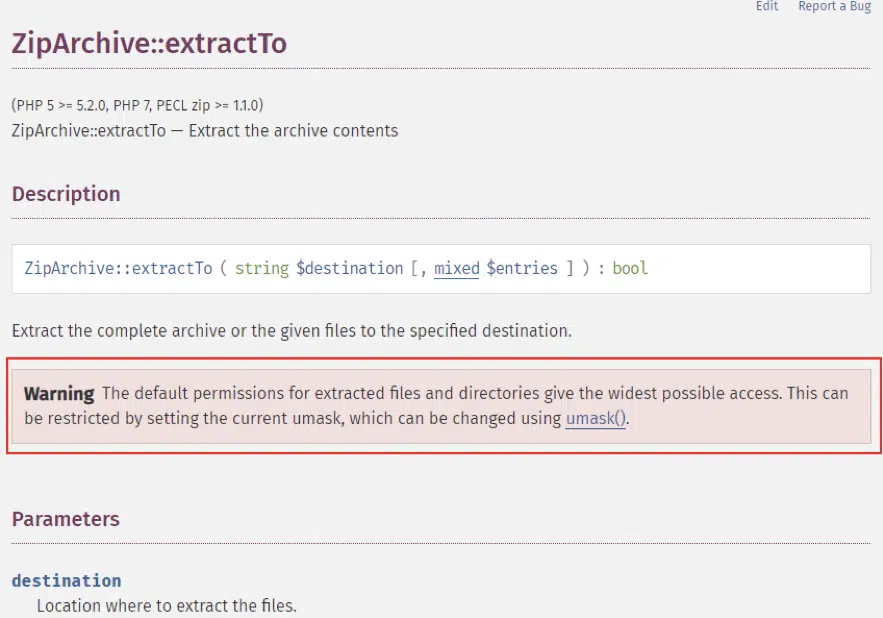 Edit Report a Bug
ZipArchive::extractTo
(PHP 5 >= 5.2.0, PHP 7, PECL zip >= 1.1.0)
ZipArchive::extractTo — Extract the archive contents
Description
ZipArchive::extractTo ( string $destination [, mixed $entries ] ) : bool
Extract the complete archive or the given files to the specified destination.
Warning The default permissions for extracted files and directories give the widest possible access. This can
be restricted by setting the current umask, which can be changed using umask().
Parameters
destination
Location where to extract the files.